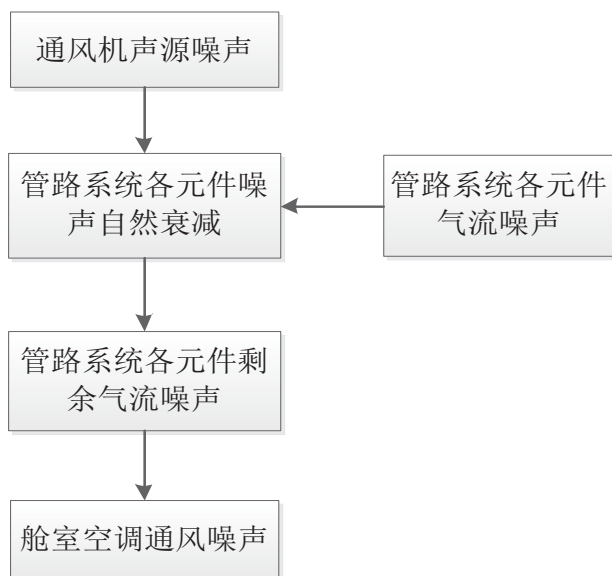 通风机声源噪声
管路系统各元件噪
声自然衰减
管路系统各元件
气流噪声
管路系统各元件剩
余气流噪声
舱室空调通风噪声